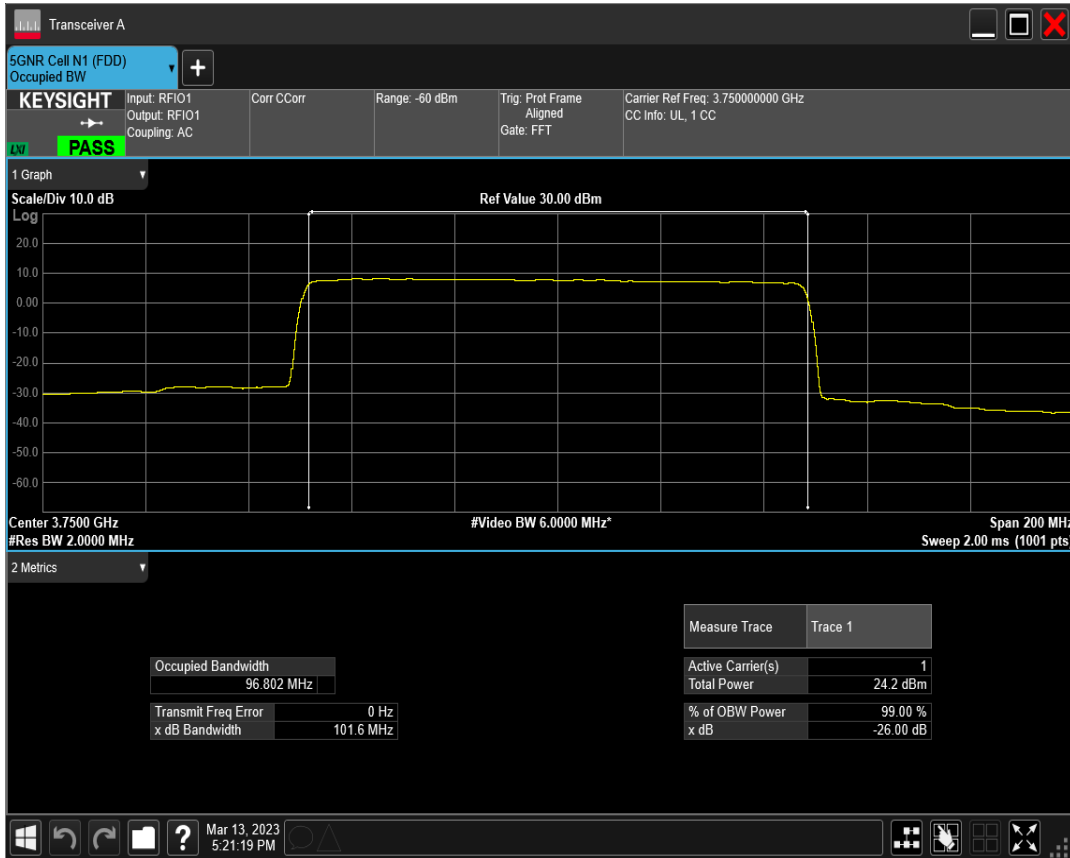 Transceiver A
5GNR Cell N1 (FDD)
Occupied BW
+
KEYSIGHT
LXI PASS
Input: RFIO1
Output: RFIO1
Coupling: AC
Corr CCorr
Range: -60 dBm
Trig: Prot Frame
Aligned
Gate: FFT
Carrier Ref Freq: 3.750000000 GHz
CC Info: UL, 1 CC
1 Graph
Scale/Div 10.0 dB
Ref Value 30.00 dBm
Log
20.0
10.0
0.00
-10.0
-20.0
-30.0
-40.0
-50.0
-60.0
Center 3.7500 GHz
#Video BW 6.0000 MHz*
Span 200 MHz
#Res BW 2.0000 MHz
Sweep 2.00 ms (1001 pts)
2 Metrics
Measure Trace Trace 1
Occupied Bandwidth
96.802 MHz
Active Carrier(s) 1
Total Power 24.2 dBm
Transmit Freq Error 0 Hz
x dB Bandwidth 101.6 MHz
% of OBW Power 99.00 %
x dB -26.00 dB
?
Mar 13, 2023
5:21:19 PM